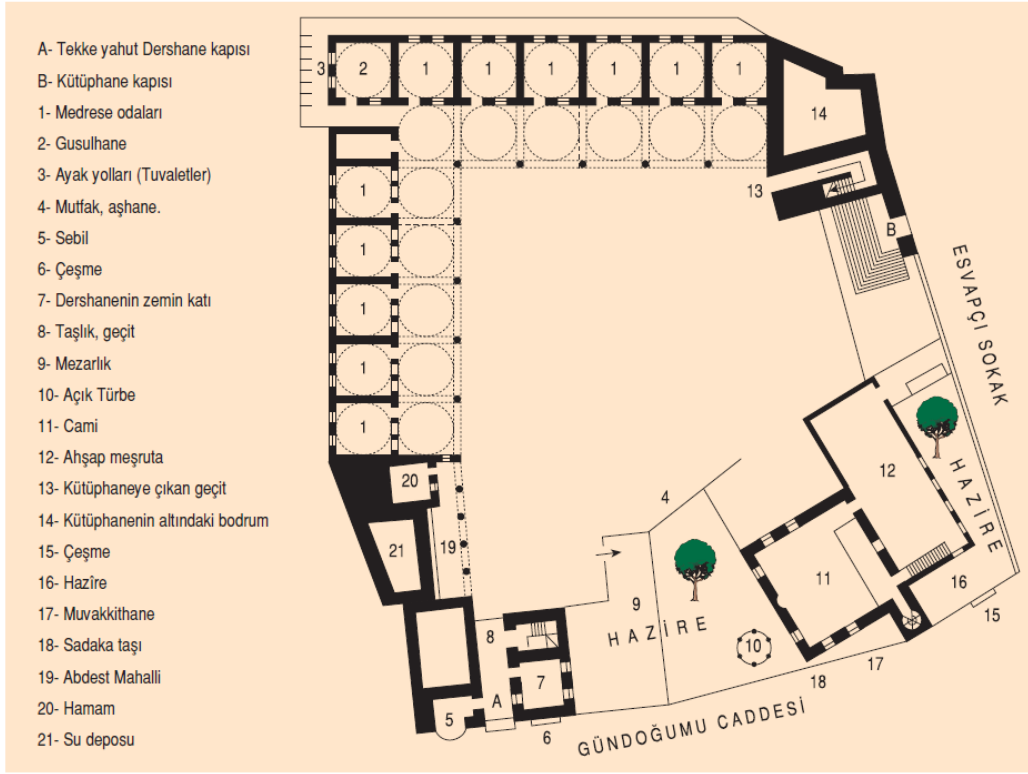 A- Tekke yahut Dershane kapısı
B- Kütüphane kapısı
1- Medrese odaları
2- Gusulhane
3- Ayak yolları (Tuvaletler)
4- Mutfak, aşhane.
5- Sebil
6- Çeşme
7- Dershanenin zemin katı
8- Taşlık, geçit
9- Mezarlık
10- Açık Türbe
11- Cami
12- Ahşap meşruta
13- Kütüphaneye çıkan geçit
14- Kütüphanenin altındaki bodrum
15- Çeşme
16- Hazîre
17- Muvakkithane
18- Sadaka taşı
19- Abdest Mahalli
20- Hamam
21- Su deposu
3 2 1 1 1 1 1 1
14
13
1
B
1
1
1
1
ESVAPÇI SOKAK
12
HAZİRE
20
4
21
19
11
16
9
15
HAZİRE
8
10
7
17
A
18
5
6
GÜNDOĞUMU CADDESİ